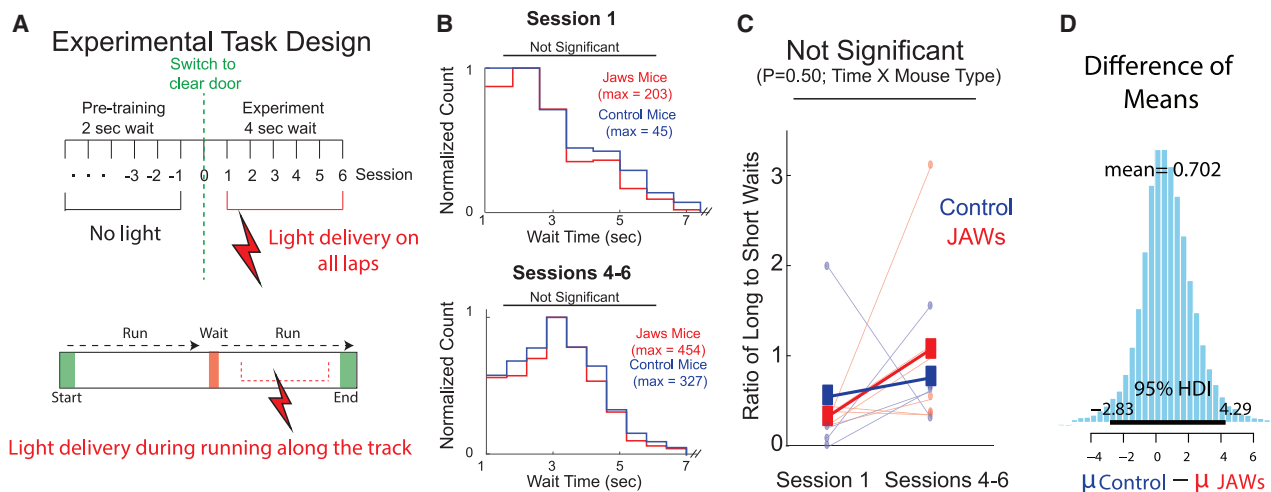 A
Experimental Task Design
Switch to
clear door
Pre-training
2 sec wait
Experiment
4 sec wait
. . . -3 -2 -1 0 1 2 3 4 5 6 Session
No light
Light delivery on
all laps
Run Wait Run
Start End
Light delivery during running along the track
B
Session 1
Not Significant
Jaws Mice
(max = 203)
Control Mice
(max = 45)
Normalized Count
1
0
1 3 5 7
Wait Time (sec)
Sessions 4-6
Not Significant
Jaws Mice
(max = 454)
Control Mice
(max = 327)
Normalized Count
1
0
1 3 5 7
Wait Time (sec)
C
Not Significant
(P=0.50; Time X Mouse Type)
Ratio of Long to Short Waits
3
2
1
0
Control
JAWs
Session 1 Sessions 4-6
D
Difference of
Means
mean= 0.702
95% HDI
−2.83 4.29
−4 −2 0 2 4 6
μ Control − μ JAWs